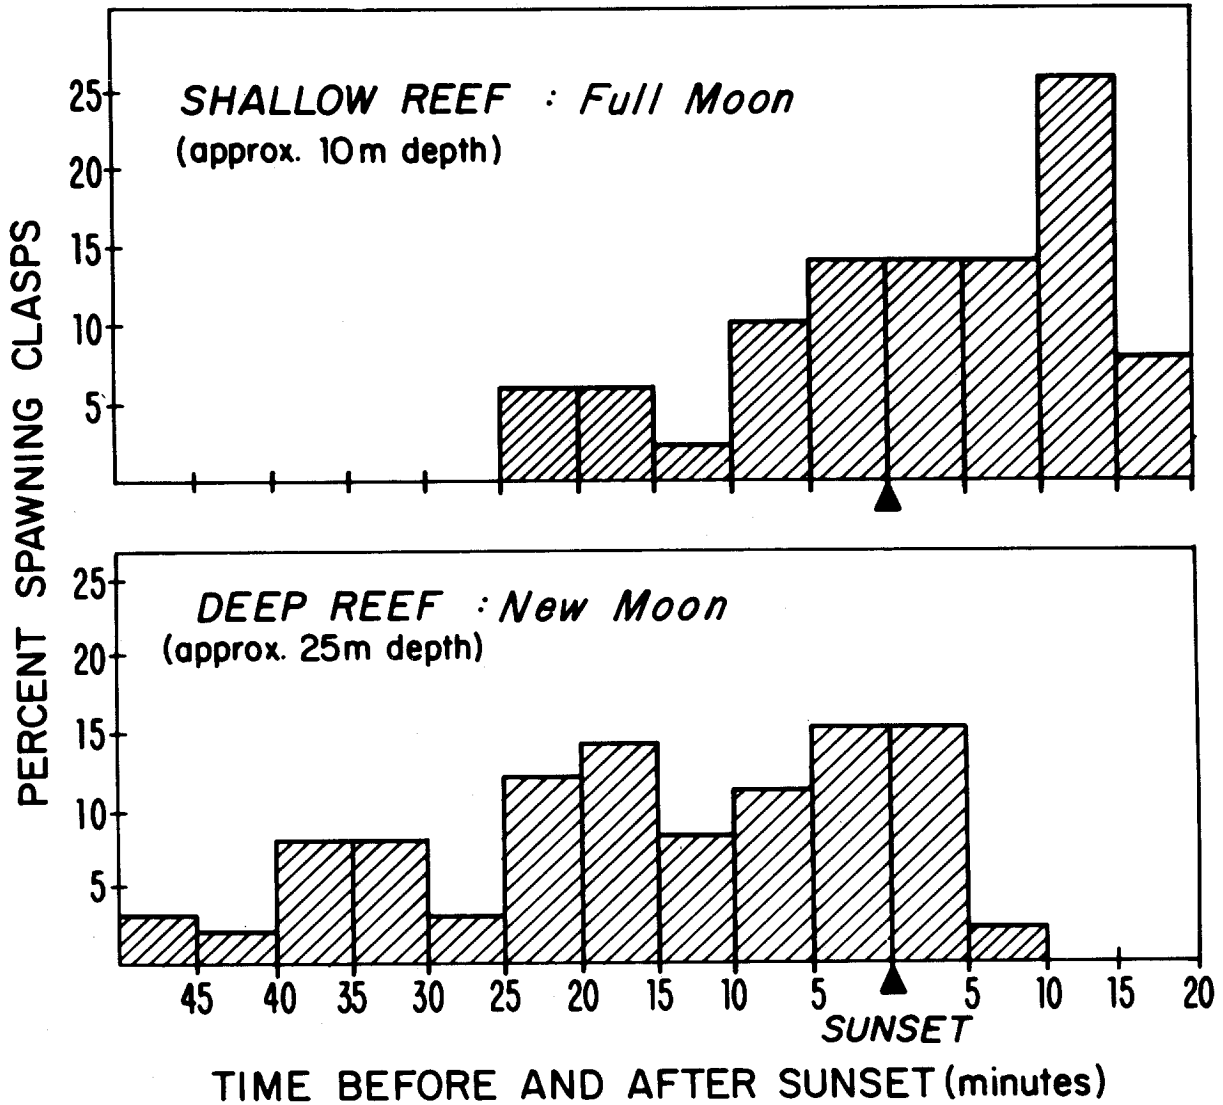 PERCENT SPAWNING CLASPS
SHALLOW REEF : Full Moon
(approx. 10m depth)
25
20
15
10
5
DEEP REEF : New Moon
(approx. 25m depth)
25
20
15
10
5
45 40 35 30 25 20 15 10 5 5 10 15 20
SUNSET
TIME BEFORE AND AFTER SUNSET (minutes)